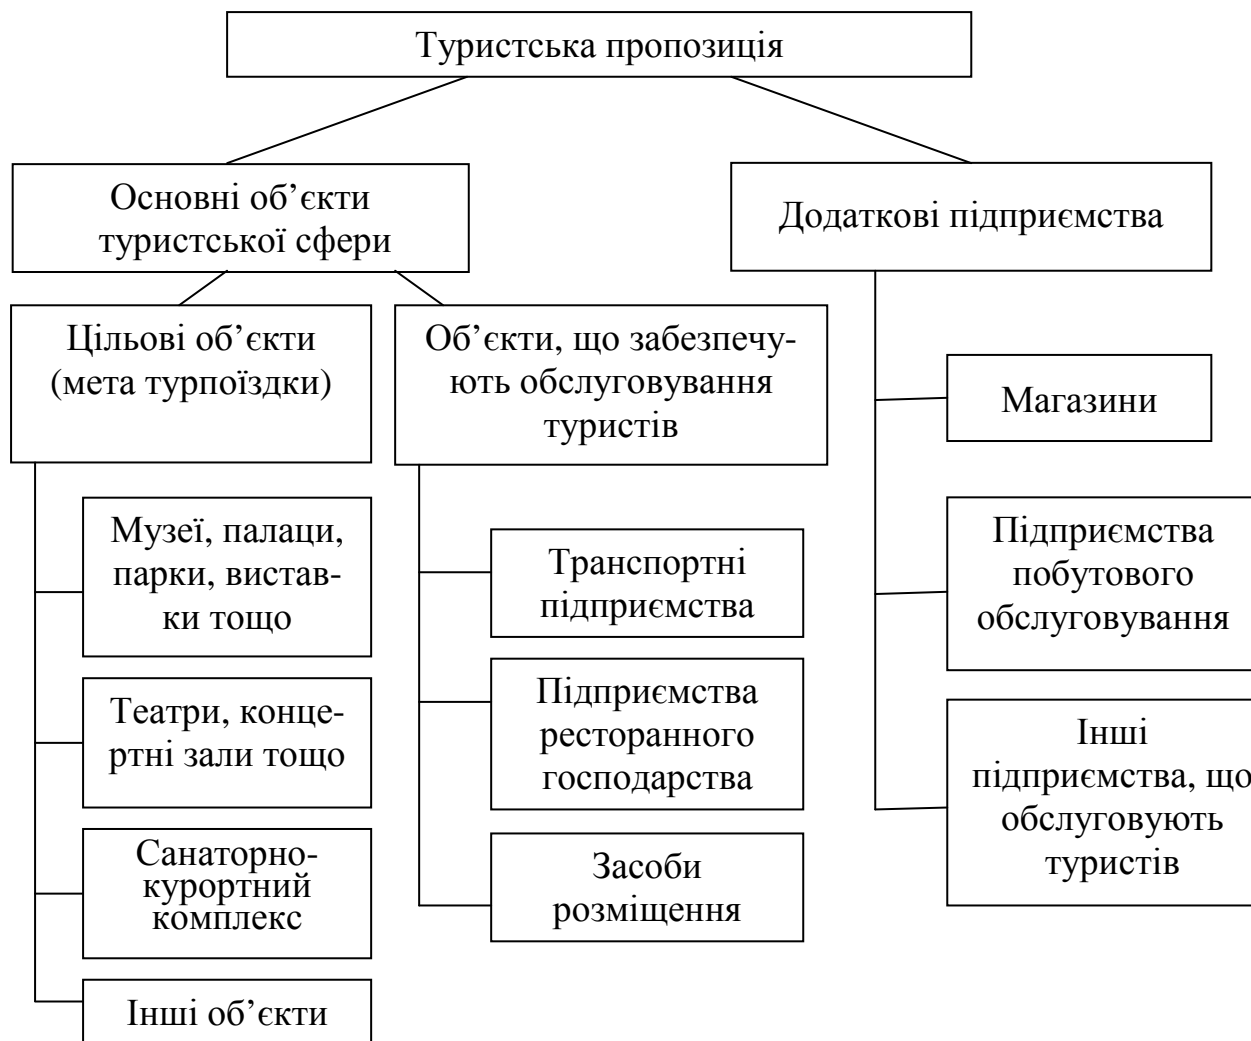 Туристська пропозиція
Основні об’єкти
туристської сфери
Додаткові підприємства
Цільові об’єкти
(мета турпоїздки)
Об’єкти, що забезпечу-
ють обслуговування
туристів
Музеї, палаци,
парки, вистав-
ки тощо
Театри, конце-
ртні зали тощо
Санаторно-
курортний
комплекс
Інші об’єкти
Транспортні
підприємства
Підприємства
ресторанного
господарства
Засоби
розміщення
Магазини
Підприємства
побутового
обслуговування
Інші
підприємства, що
обслуговують
туристів